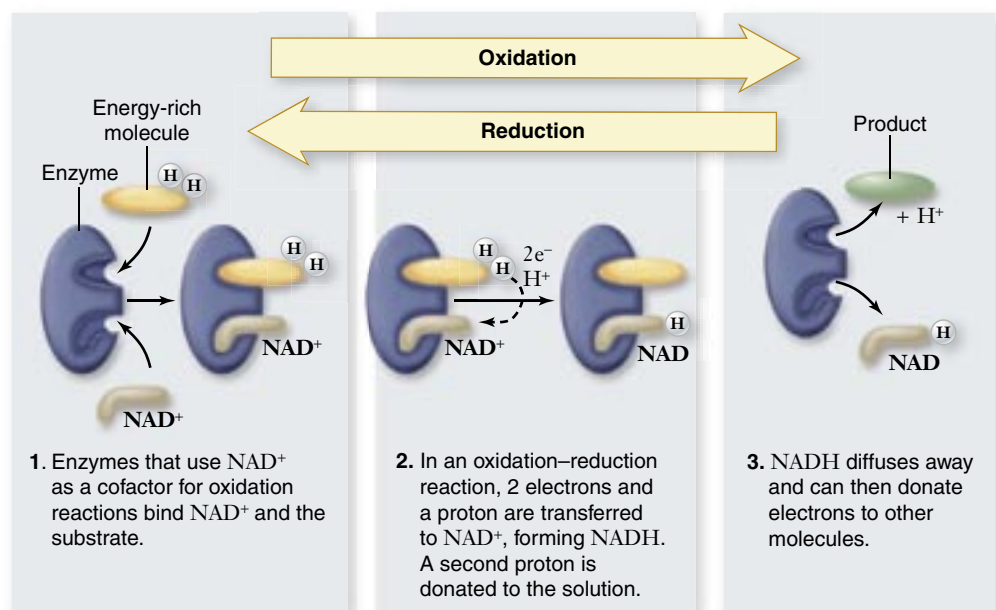 Oxidation
Reduction
Energy-rich
molecule
Enzyme
H
H
NAD⁺
H
H
NAD⁺
1. Enzymes that use NAD⁺
as a cofactor for oxidation
reactions bind NAD⁺ and the
substrate.
H
H
2e⁻
H⁺
NAD⁺
H
NAD
2. In an oxidation–reduction
reaction, 2 electrons and
a proton are transferred
to NAD⁺, forming NADH.
A second proton is
donated to the solution.
Product
+ H⁺
H
NAD
3. NADH diffuses away
and can then donate
electrons to other
molecules.